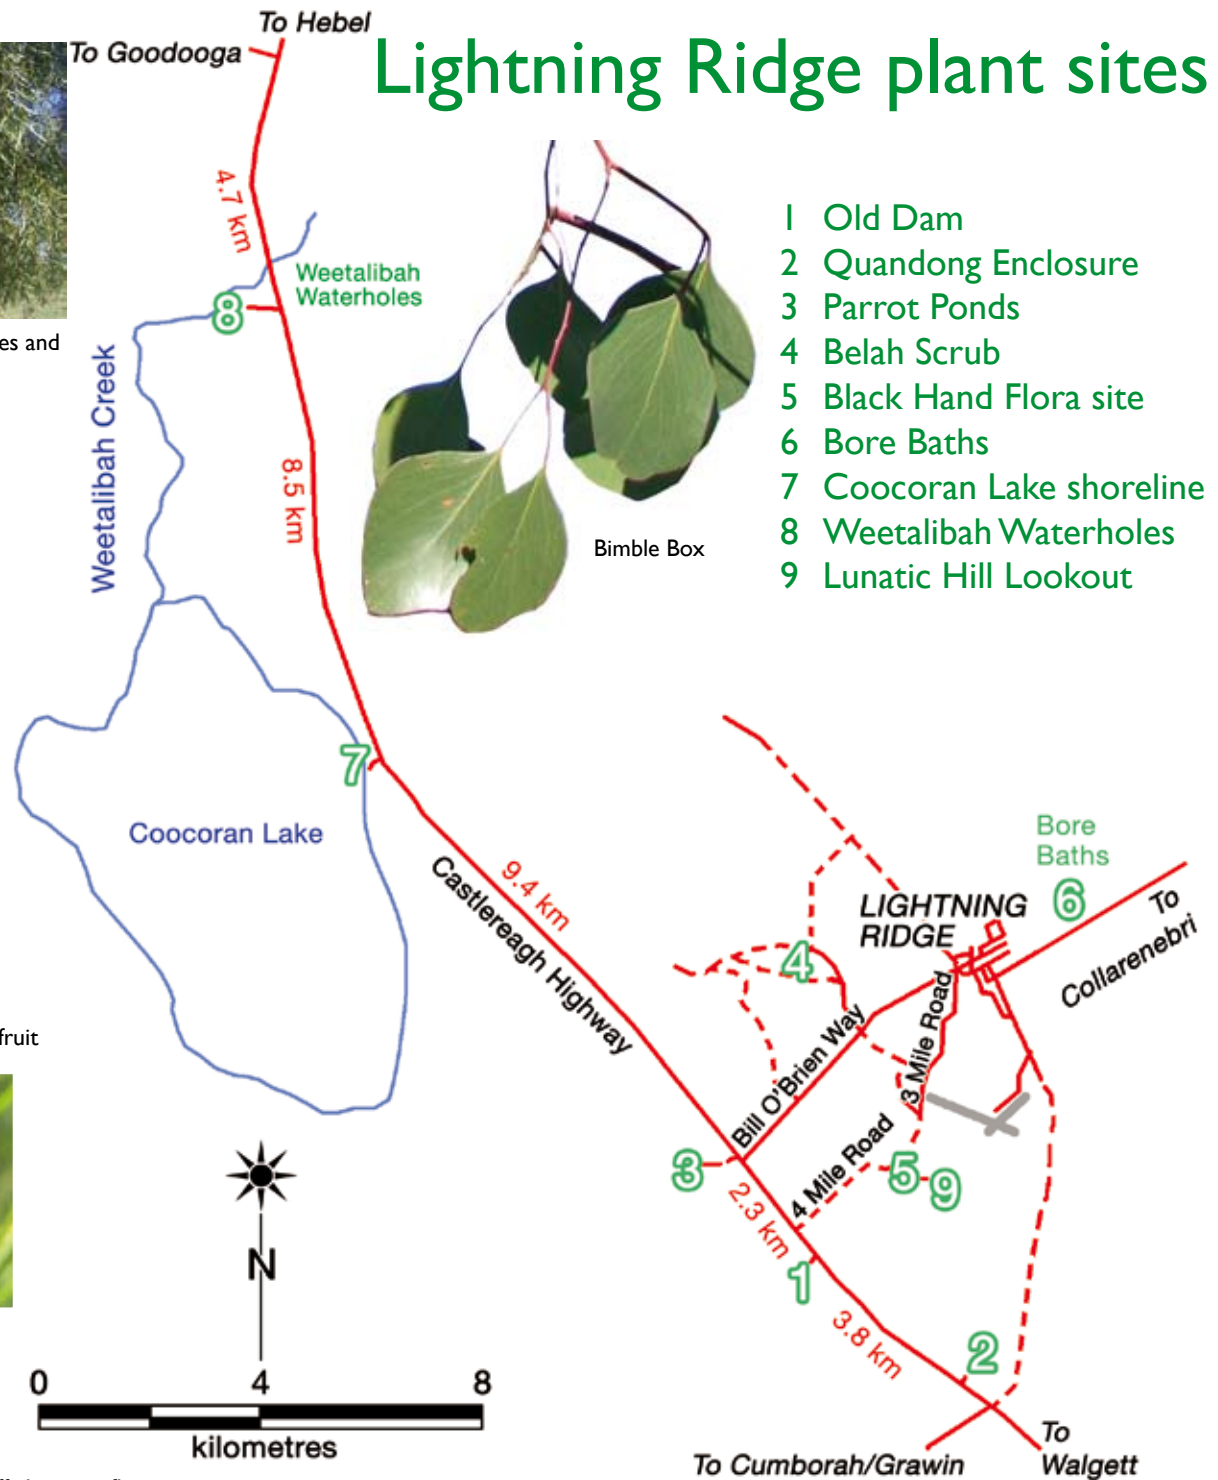 To Hebel
To Goodooga
Lightning Ridge plant sites
4.7 km
Weetalibah
Waterholes
8
es and
Weetalibah Creek
8.5 km
Bimble Box
1 Old Dam
2 Quandong Enclosure
3 Parrot Ponds
4 Belah Scrub
5 Black Hand Flora site
6 Bore Baths
7 Coocoran Lake shoreline
8 Weetalibah Waterholes
9 Lunatic Hill Lookout
7
Coocoran Lake
9.4 km
Castlereagh Highway
Bore
Baths
6
LIGHTNING
RIDGE
To
Collarenebri
4
fruit
Bill O'Brien Way
3 Mile Road
4 Mile Road
3
5
9
2.3 km
1
3.8 km
2
N
0 4 8
kilometres
To Cumborah/Grawin
To
Walgett